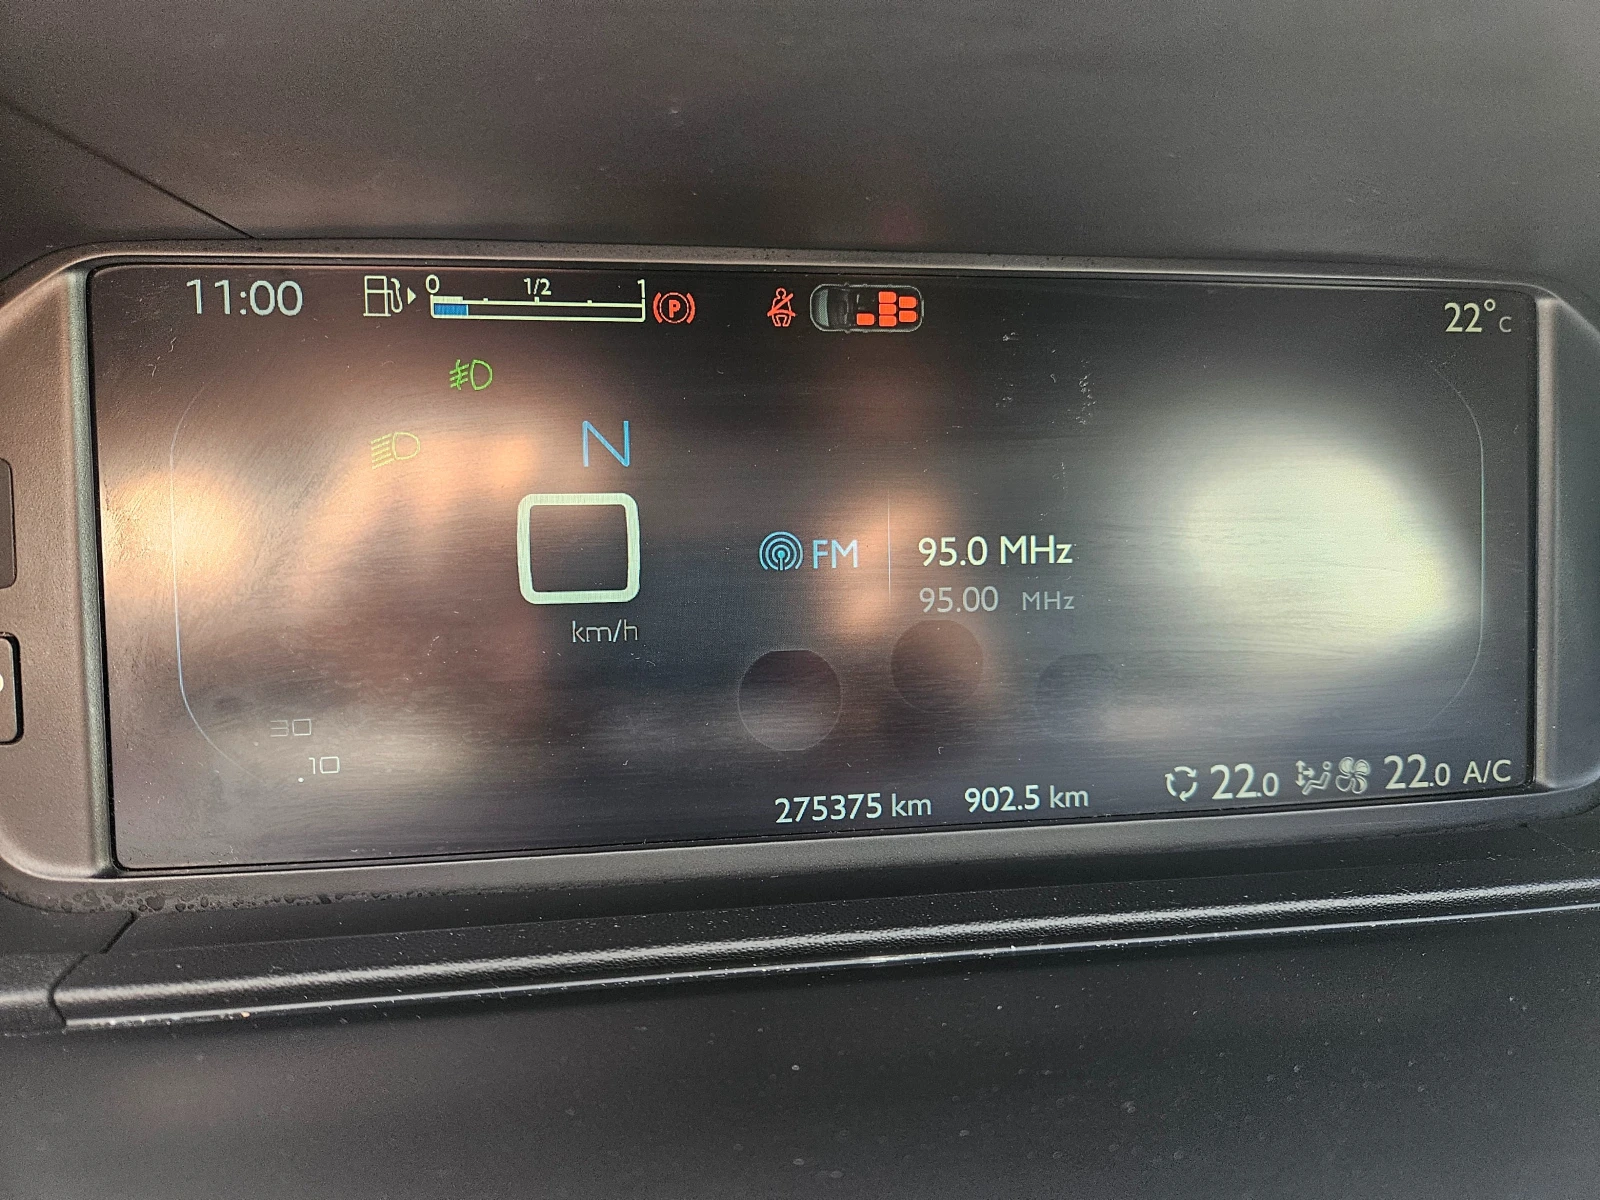 11:00
0 1/2 1
P
22°C
N
0
km/h
FM
95.0 MHz
95.00 MHz
30
.10
275375 km 902.5 km
22.0 22.0 A/C